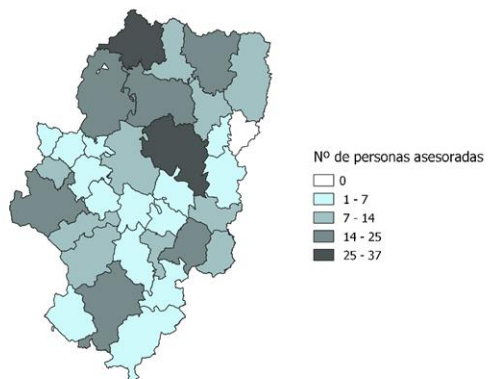 Nº de personas asesoradas
0
1 - 7
7 - 14
14 - 25
25 - 37